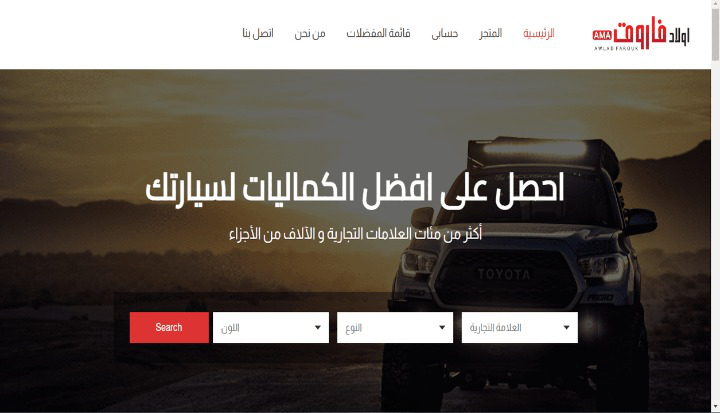 اولاد فاروق AMA
AWLAD FAROUK
الرئيسية
المتجر
حسابى
قائمة المفضلات
من نحن
اتصل بنا
احصل على افضل الكماليات لسيارتك
أكثر من مئات العلامات التجارية و الآلاف من الأجزاء
TOYOTA
العلامة التجارية
النوع
اللون
Search